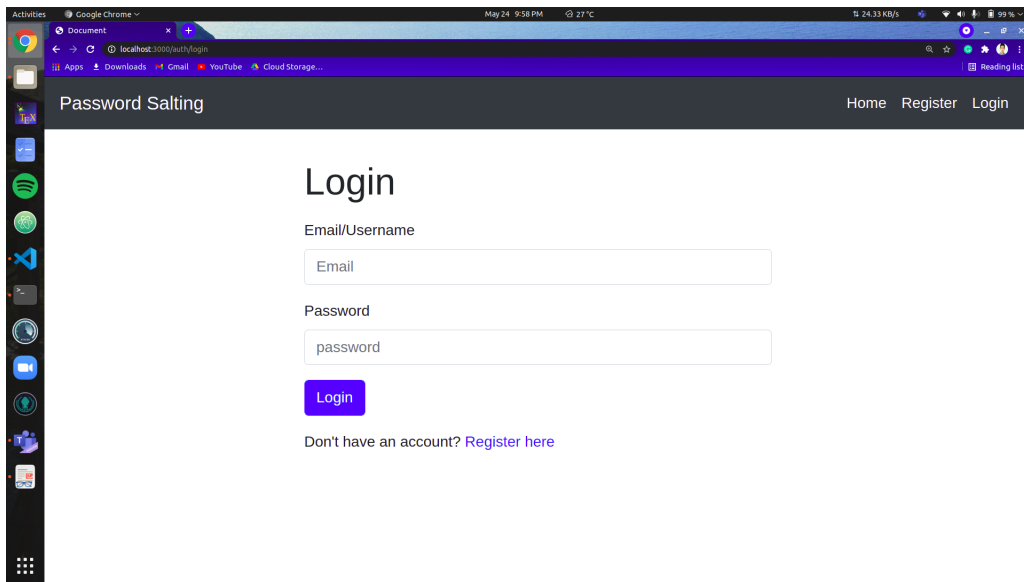 Activities Google Chrome May 24 9:58 PM 27°C 24.33 KB/s 99 %
Document
localhost:3000/auth/login
Apps Downloads Gmail YouTube Cloud Storage... Reading list
Password Salting Home Register Login
Login
Email/Username
Email
Password
password
Login
Don't have an account? Register here